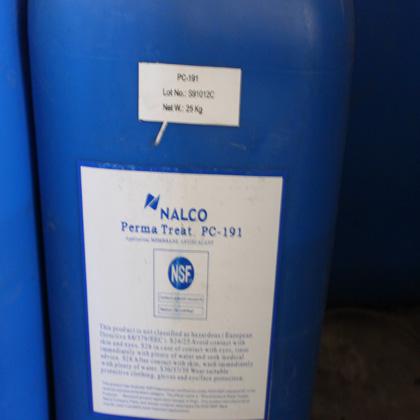 PC-191
Lot No.: S91012C
Net W.: 25 Kg
NALCO
Perma Treat. PC-191
Application: MEMBRANE ANTISCALANT
NSF
This product is not classified as hazardous (European
Directive 88/379/EEC). S24/25 Avoid contact with
skin and eyes. S26 in case of contact with eyes, rinse
immediately with plenty of water and seek medical
advice. S28 After contact with skin, wash immediately
with plenty of water. S36/37/39 Wear suitable
protective clothing, gloves and eye/face protection.